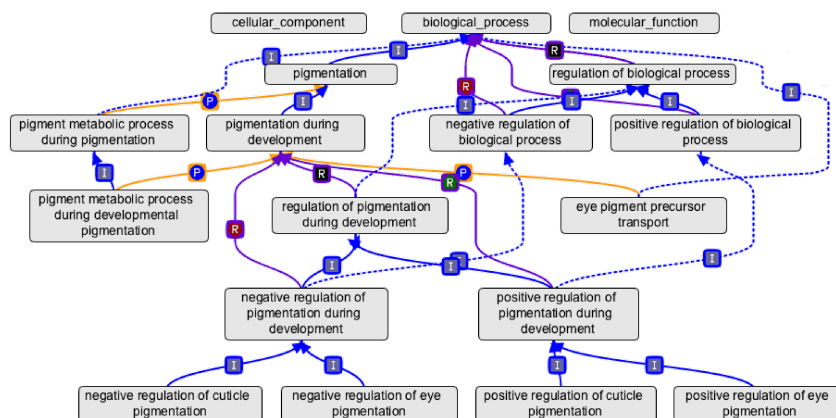 cellular_component
biological_process
molecular_function
I
I
R
pigmentation
regulation of biological process
R
P
I
I
I
I
pigment metabolic process
during pigmentation
pigmentation during
development
negative regulation of
biological process
positive regulation of biological
process
I
P
R
P
R
pigment metabolic process
during developmental
pigmentation
regulation of pigmentation
during development
eye pigment precursor
transport
R
I
I
I
negative regulation of
pigmentation during
development
positive regulation of
pigmentation during
development
I
I
I
I
negative regulation of cuticle
pigmentation
negative regulation of eye
pigmentation
positive regulation of cuticle
pigmentation
positive regulation of eye
pigmentation